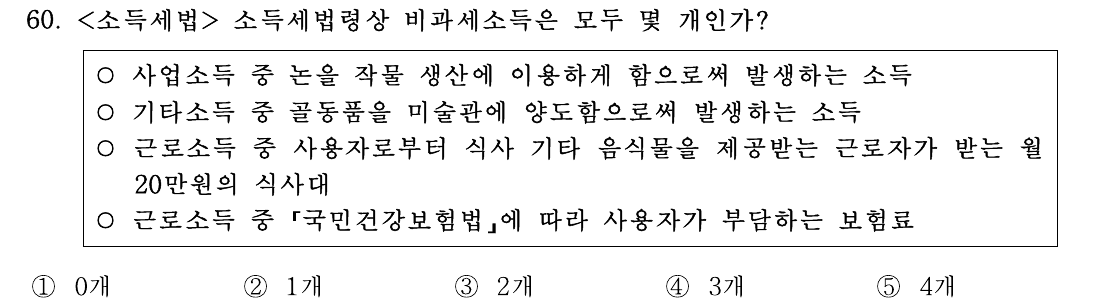 60. <소득세법> 소득세법령상 비과세소득은 모두 몇 개인가?
○ 사업소득 중 논을 작물 생산에 이용하게 함으로써 발생하는 소득
○ 기타소득 중 골동품을 미술관에 양도함으로써 발생하는 소득
○ 근로소득 중 사용자로부터 식사 기타 음식물을 제공받는 근로자가 받는 월
20만원의 식사대
○ 근로소득 중 「국민건강보험법」에 따라 사용자가 부담하는 보험료
① 0개 ② 1개 ③ 2개 ④ 3개 ⑤ 4개